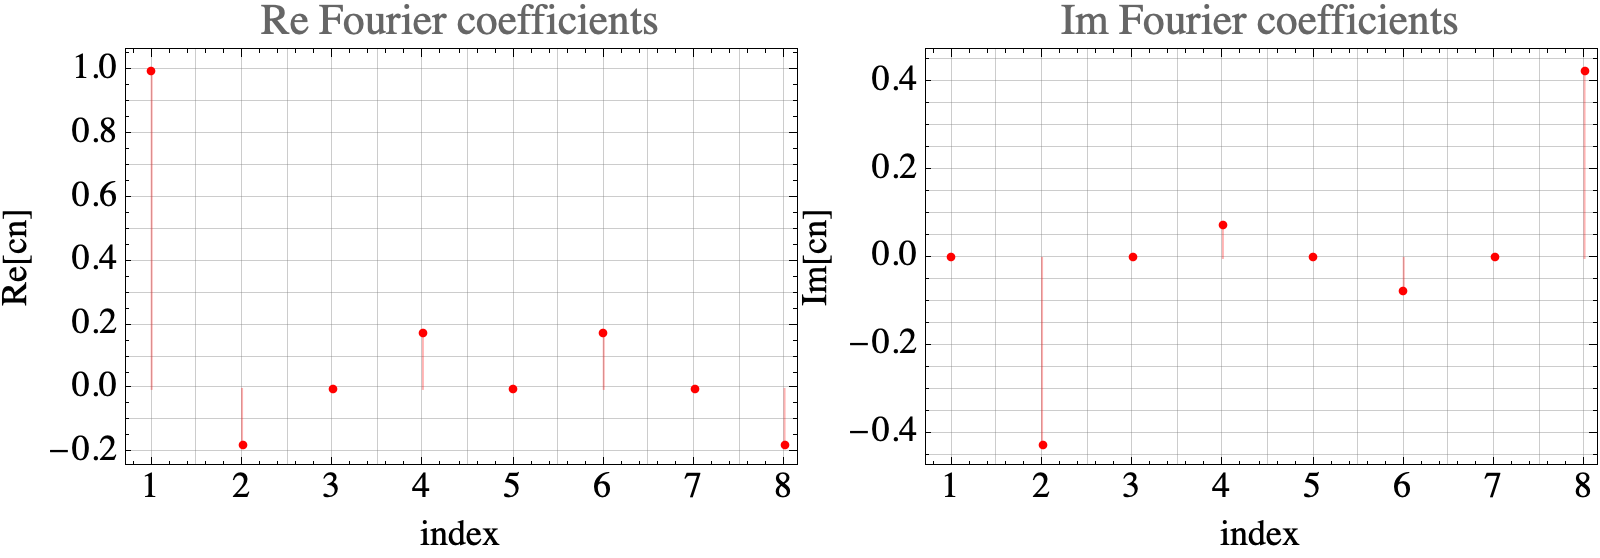 Re Fourier coefficients
Re[cn]
1.0
0.8
0.6
0.4
0.2
0.0
−0.2
1 2 3 4 5 6 7 8
index
Im Fourier coefficients
Im[cn]
0.4
0.2
0.0
−0.2
−0.4
1 2 3 4 5 6 7 8
index